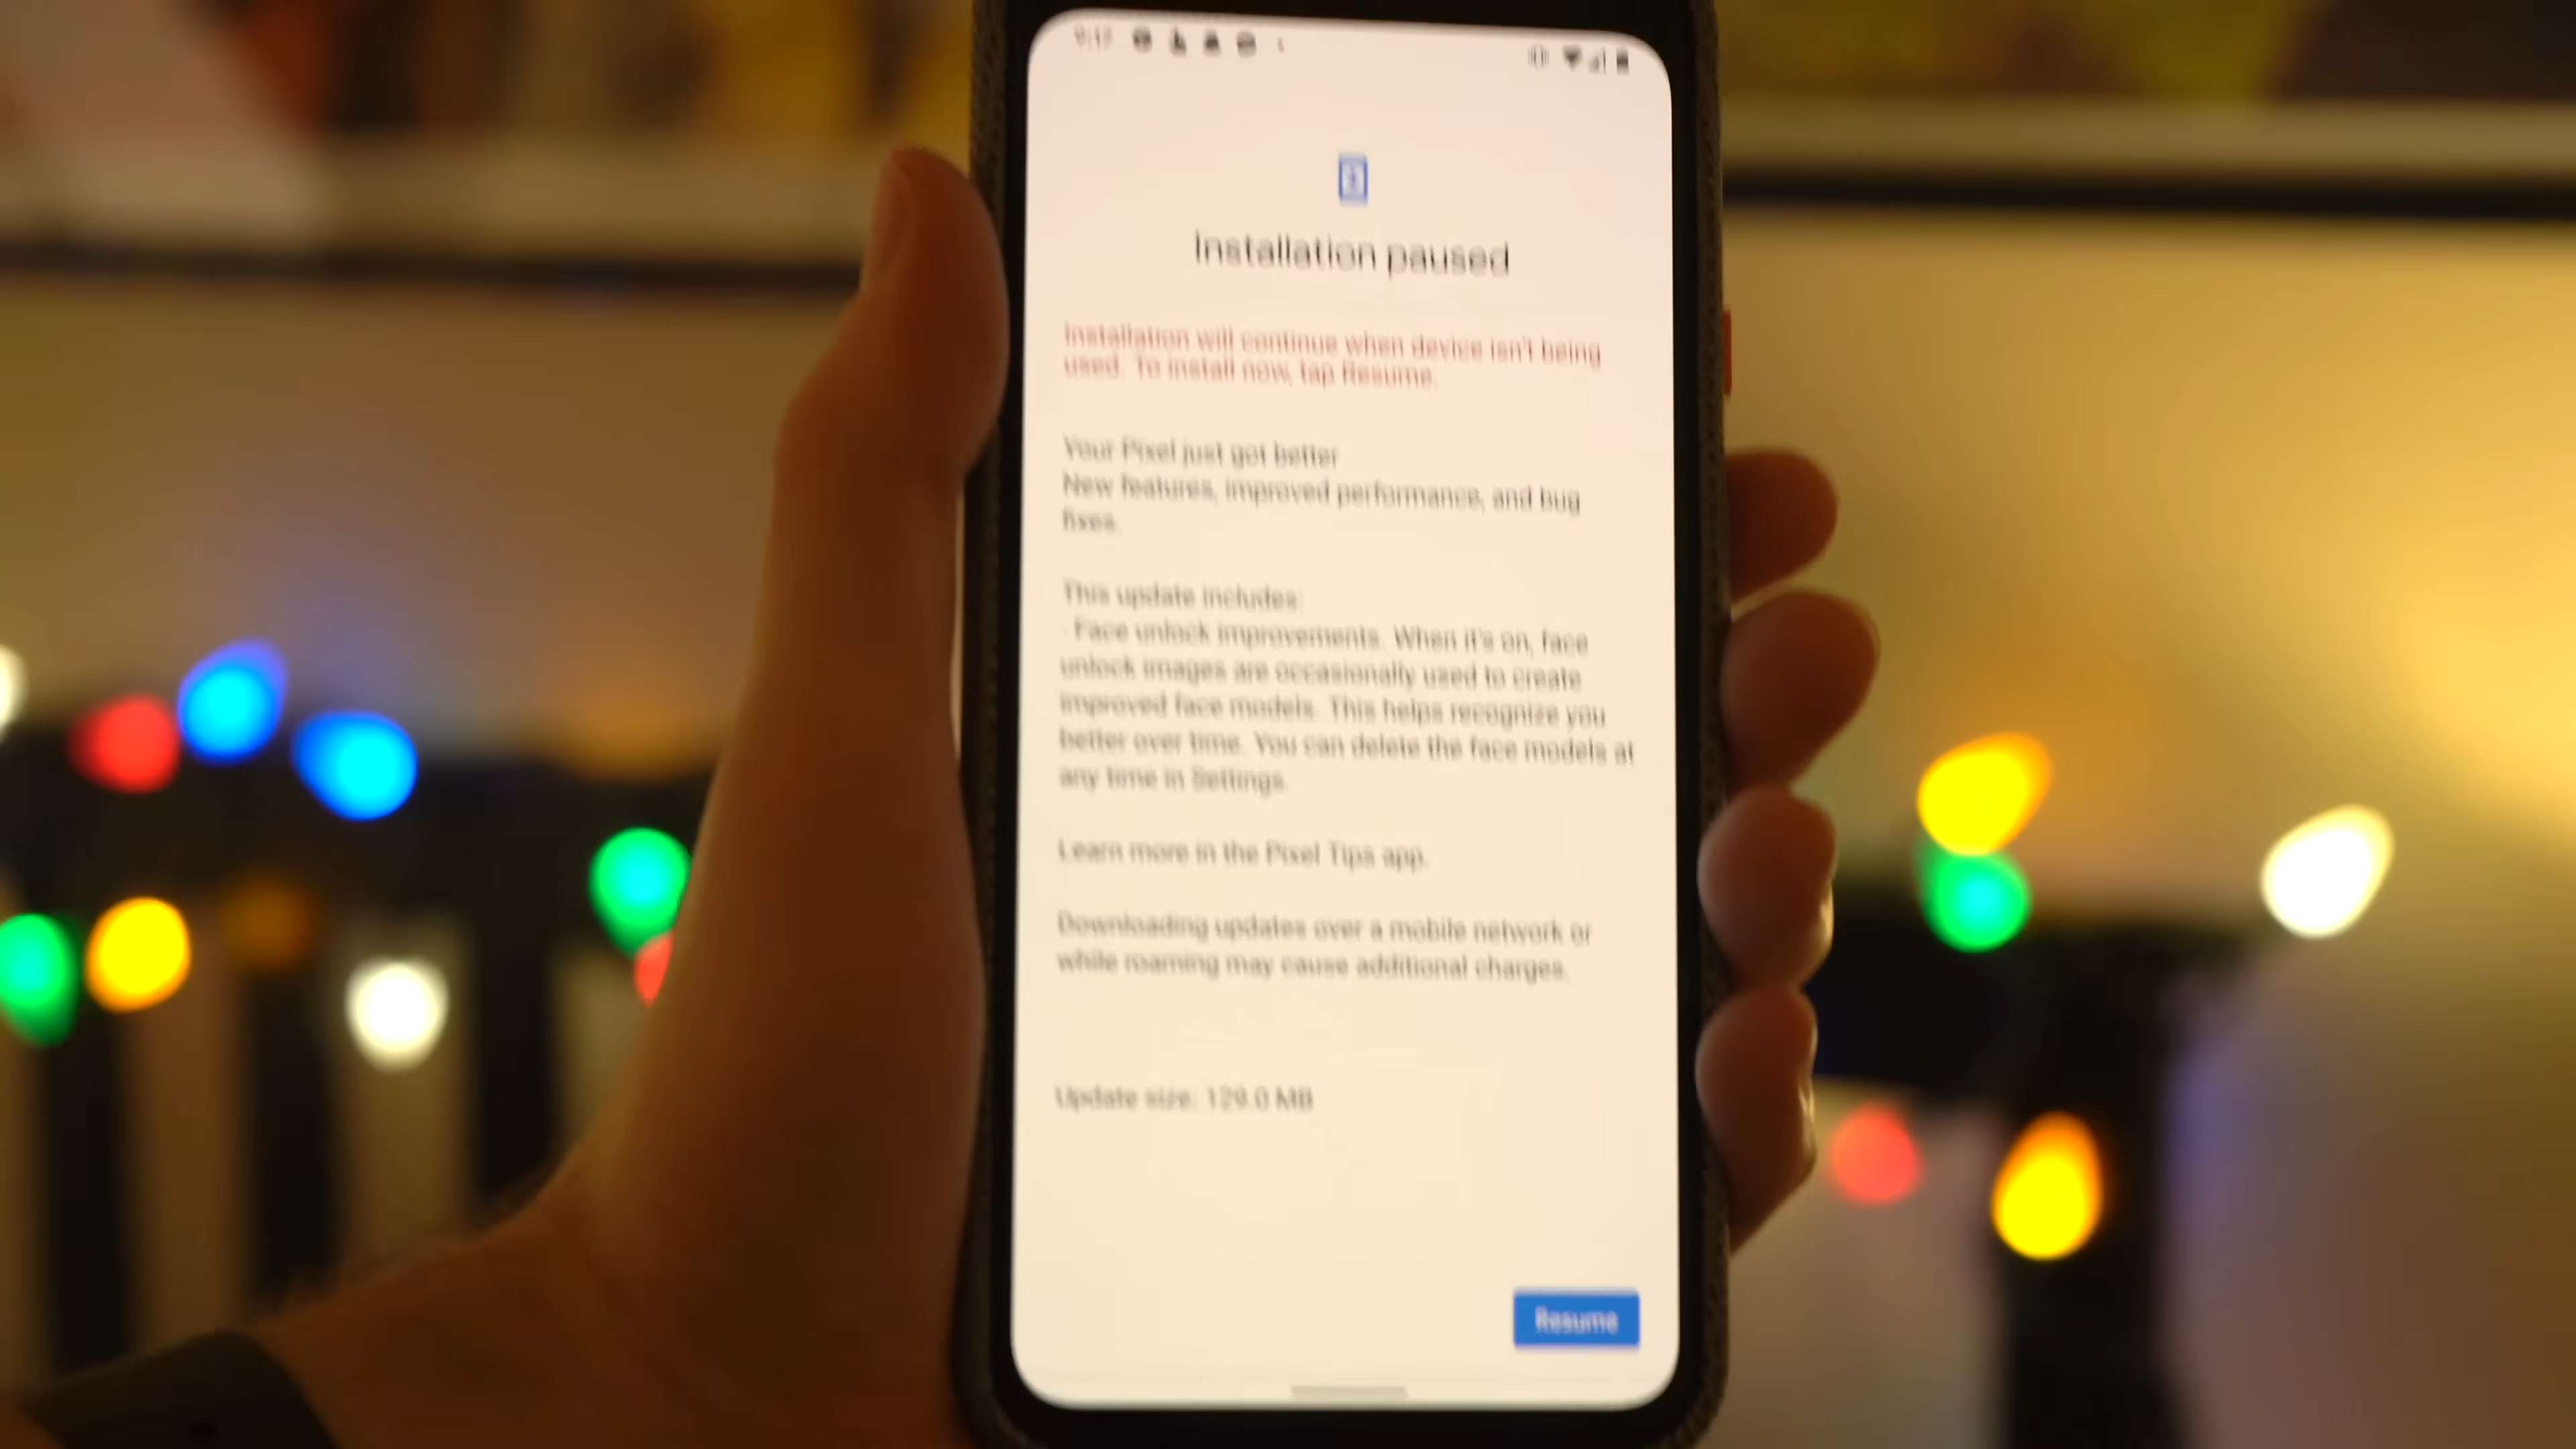 Installation paused
Installation will continue when device isn't being
used. To install now, tap Resume.
Your Pixel just got better
New features, improved performance, and bug
fixes.
This update includes:
- Face unlock improvements. When it's on, face
unlock images are occasionally used to create
improved face models. This helps recognize you
better over time. You can delete the face models at
any time in Settings.
Learn more in the Pixel Tips app.
Downloading updates over a mobile network or
while roaming may cause additional charges.
Update size: 129.0 MB
Resume